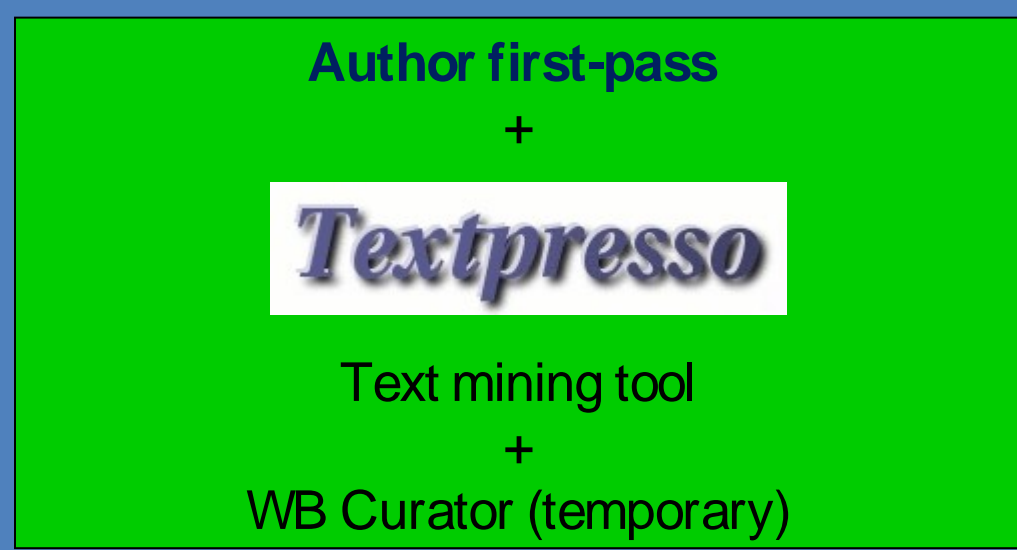 Author first-pass
+
Textpresso
Text mining tool
+
WB Curator (temporary)